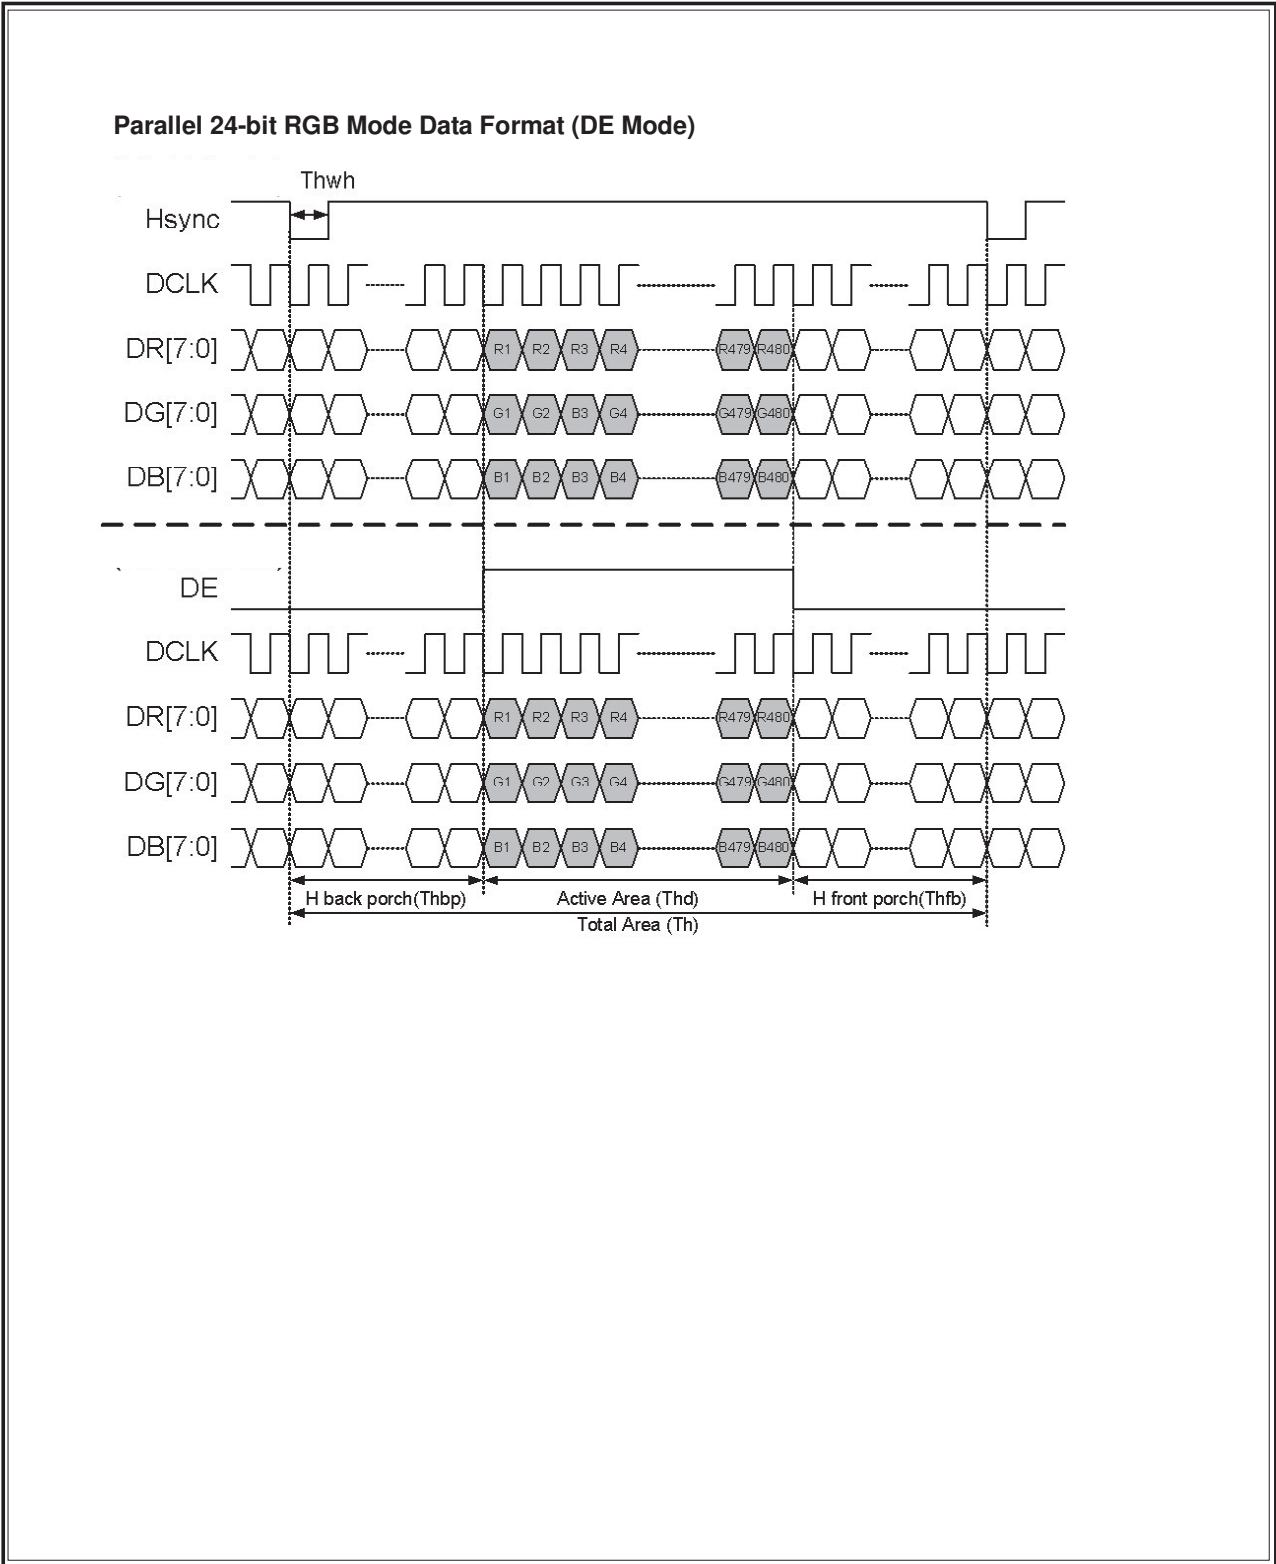 Parallel 24-bit RGB Mode Data Format (DE Mode)
Thwh
Hsync
DCLK
DR[7:0] R1 R2 R3 R4 R479 R480
DG[7:0] G1 G2 B3 G4 G479 G480
DB[7:0] B1 B2 B3 B4 B479 B480
DE
DCLK
DR[7:0] R1 R2 R3 R4 R479 R480
DG[7:0] G1 G2 G3 G4 G479 G480
DB[7:0] B1 B2 B3 B4 B479 B480
H back porch(Thbp) Active Area (Thd) H front porch(Thfb)
Total Area (Th)